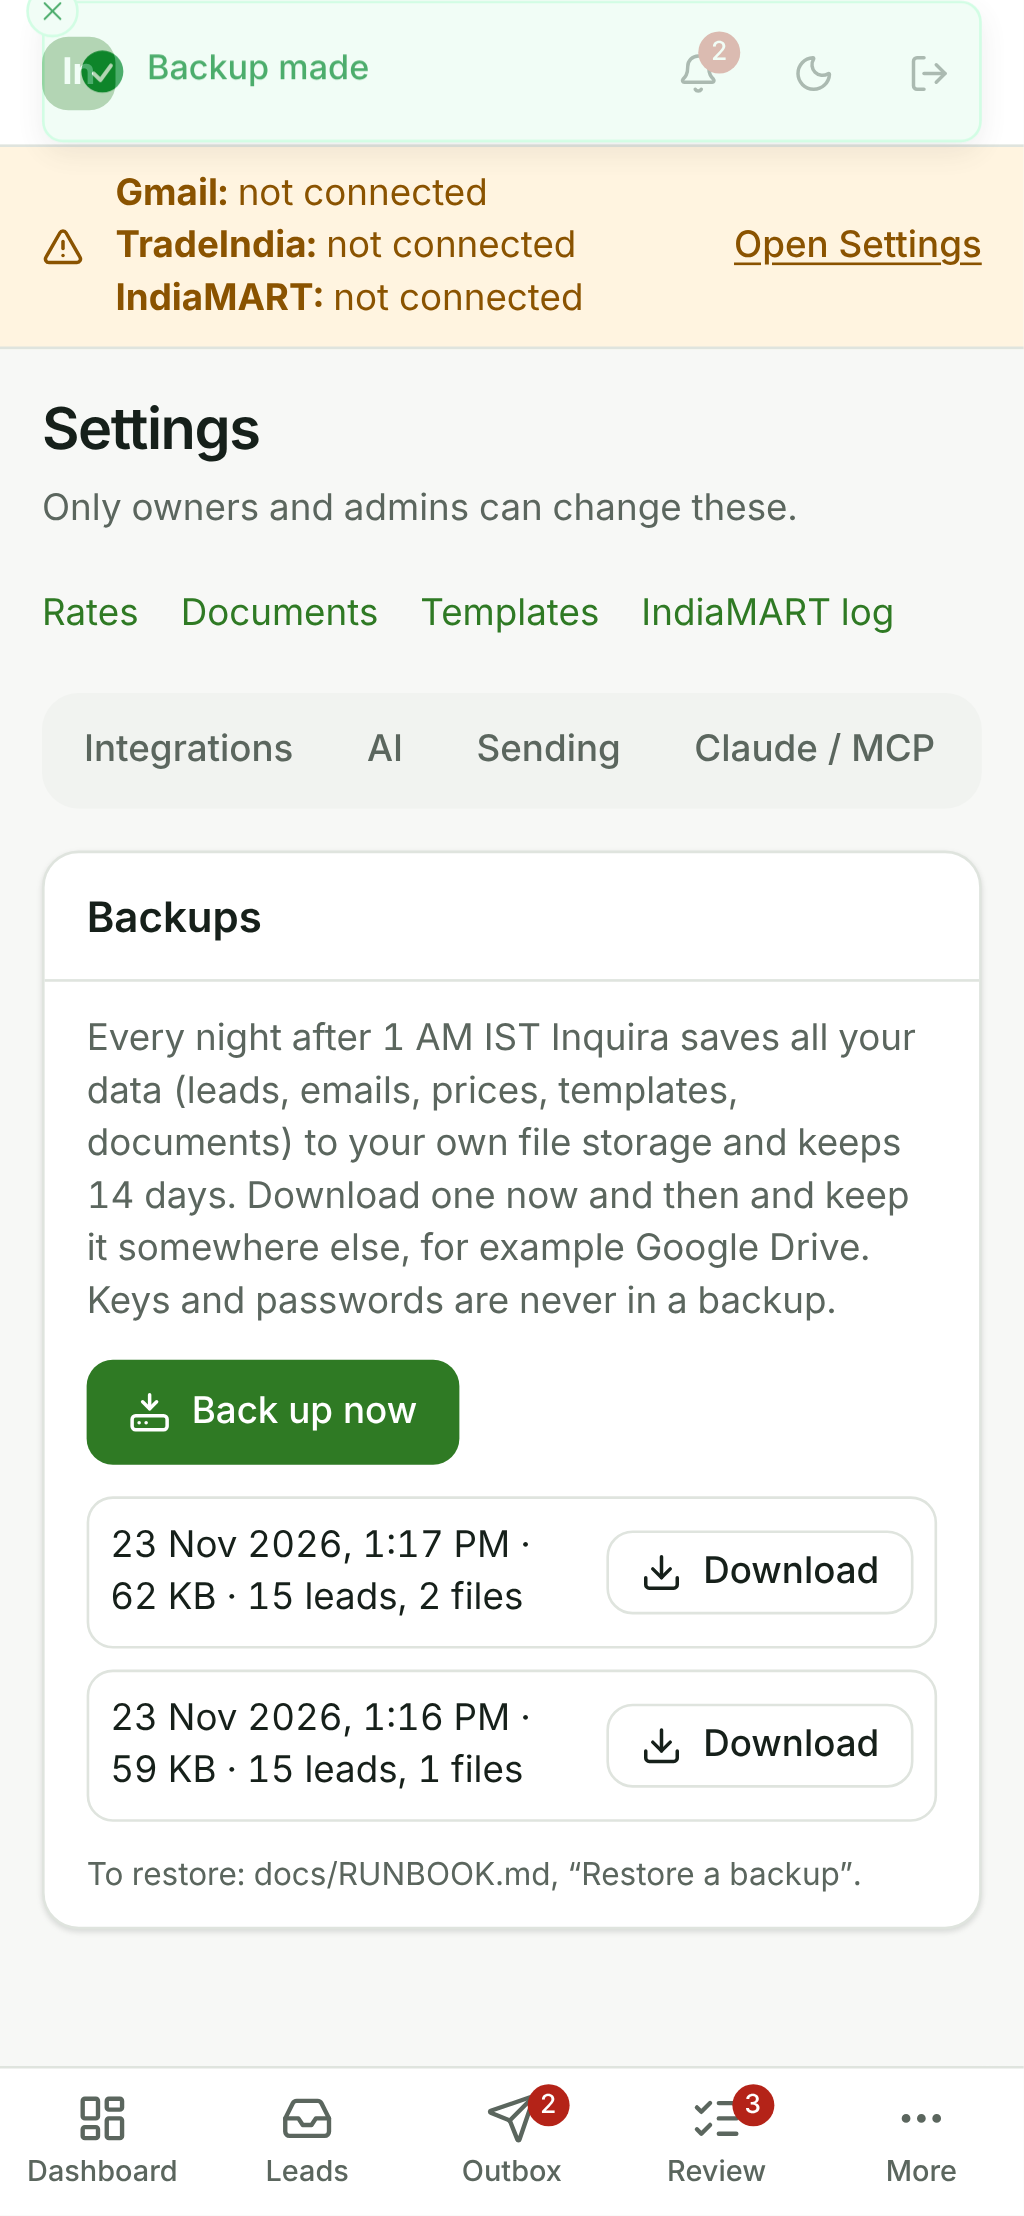 In
Backup made
2
Gmail: not connected
TradeIndia: not connected
IndiaMART: not connected
Open Settings
Settings
Only owners and admins can change these.
Rates Documents Templates IndiaMART log
Integrations AI Sending Claude / MCP
Backups
Every night after 1 AM IST Inquira saves all your
data (leads, emails, prices, templates,
documents) to your own file storage and keeps
14 days. Download one now and then and keep
it somewhere else, for example Google Drive.
Keys and passwords are never in a backup.
Back up now
23 Nov 2026, 1:17 PM ·
62 KB · 15 leads, 2 files
Download
23 Nov 2026, 1:16 PM ·
59 KB · 15 leads, 1 files
Download
To restore: docs/RUNBOOK.md, “Restore a backup”.
2 3
Dashboard Leads Outbox Review More